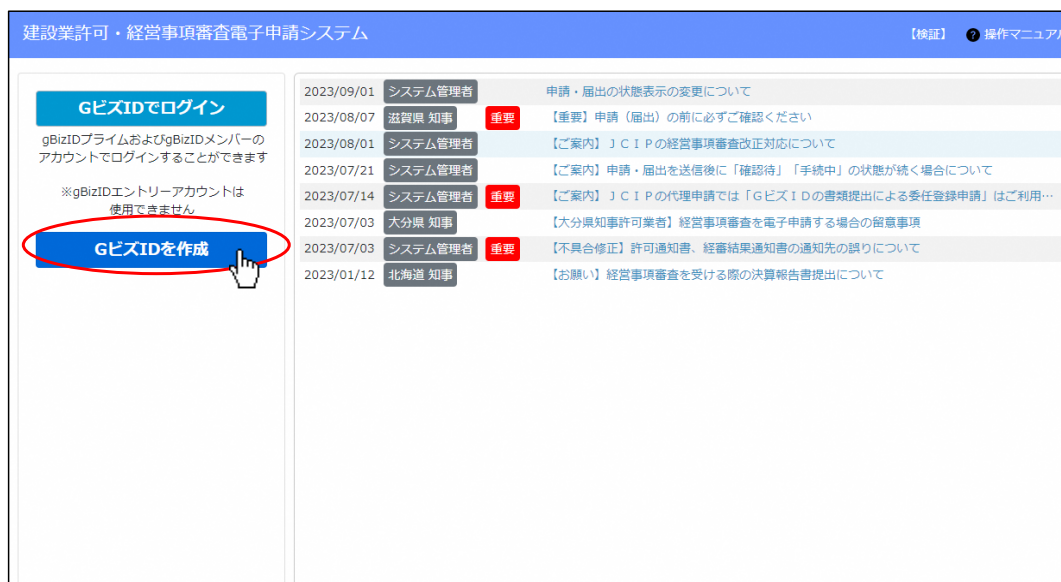 建設業許可・経営事項審査電子申請システム
【検証】 ? 操作マニュアル
GビズIDでログイン
gBizIDプライムおよびgBizIDメンバーの
アカウントでログインすることができます
※gBizIDエントリーアカウントは
使用できません
GビズIDを作成
2023/09/01 システム管理者 申請・届出の状態表示の変更について
2023/08/07 滋賀県 知事 重要 【重要】申請（届出）の前に必ずご確認ください
2023/08/01 システム管理者 【ご案内】ＪＣＩＰの経営事項審査改正対応について
2023/07/21 システム管理者 【ご案内】申請・届出を送信後に「確認待」「手続中」の状態が続く場合について
2023/07/14 システム管理者 重要 【ご案内】ＪＣＩＰの代理申請では「ＧビズＩＤの書類提出による委任登録申請」はご利用…
2023/07/03 大分県 知事 【大分県知事許可業者】経営事項審査を電子申請する場合の留意事項
2023/07/03 システム管理者 重要 【不具合修正】許可通知書、経審結果通知書の通知先の誤りについて
2023/01/12 北海道 知事 【お願い】経営事項審査を受ける際の決算報告書提出について